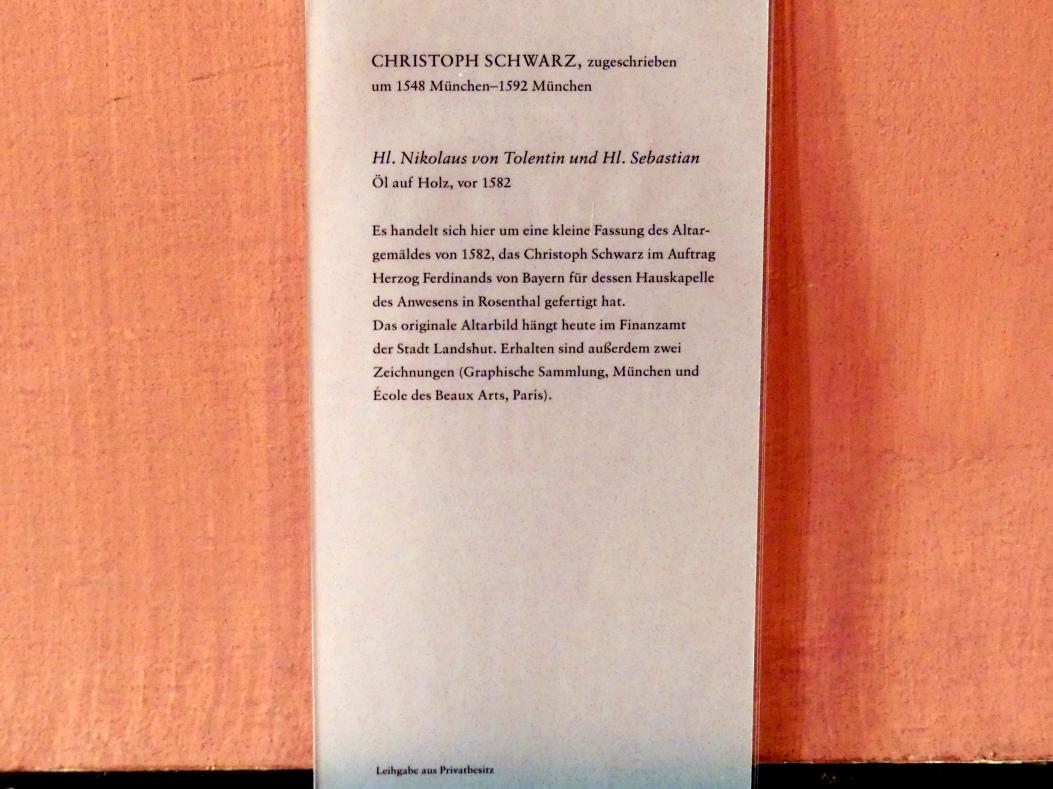 CHRISTOPH SCHWARZ, zugeschrieben
um 1548 München–1592 München
Hl. Nikolaus von Tolentin und Hl. Sebastian
Öl auf Holz, vor 1582
Es handelt sich hier um eine kleine Fassung des Altar-
gemäldes von 1582, das Christoph Schwarz im Auftrag
Herzog Ferdinands von Bayern für dessen Hauskapelle
des Anwesens in Rosenthal gefertigt hat.
Das originale Altarbild hängt heute im Finanzamt
der Stadt Landshut. Erhalten sind außerdem zwei
Zeichnungen (Graphische Sammlung, München und
École des Beaux Arts, Paris).
Leihgabe aus Privatbesitz